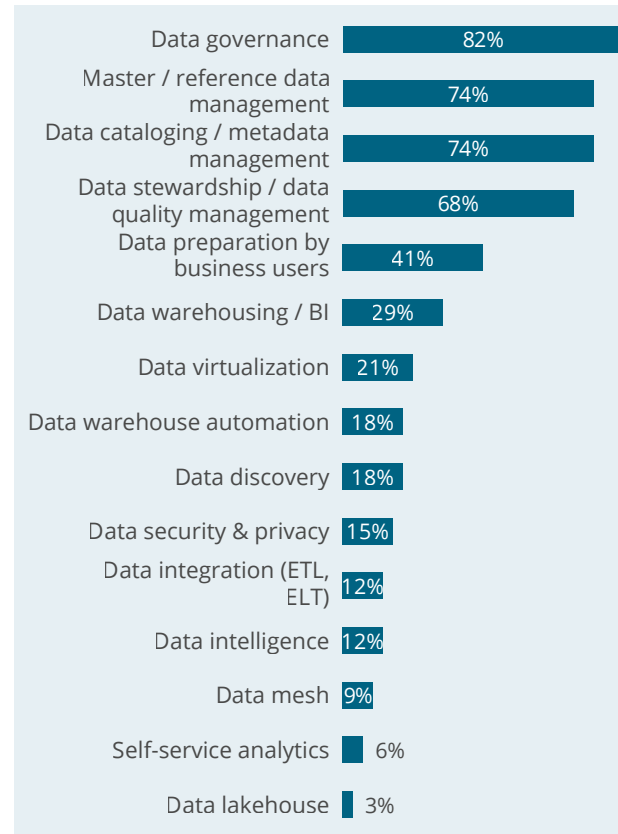 Data governance 82%
Master / reference data
management 74%
Data cataloging / metadata
management 74%
Data stewardship / data
quality management 68%
Data preparation by
business users 41%
Data warehousing / BI 29%
Data virtualization 21%
Data warehouse automation 18%
Data discovery 18%
Data security & privacy 15%
Data integration (ETL,
ELT) 12%
Data intelligence 12%
Data mesh 9%
Self-service analytics 6%
Data lakehouse 3%